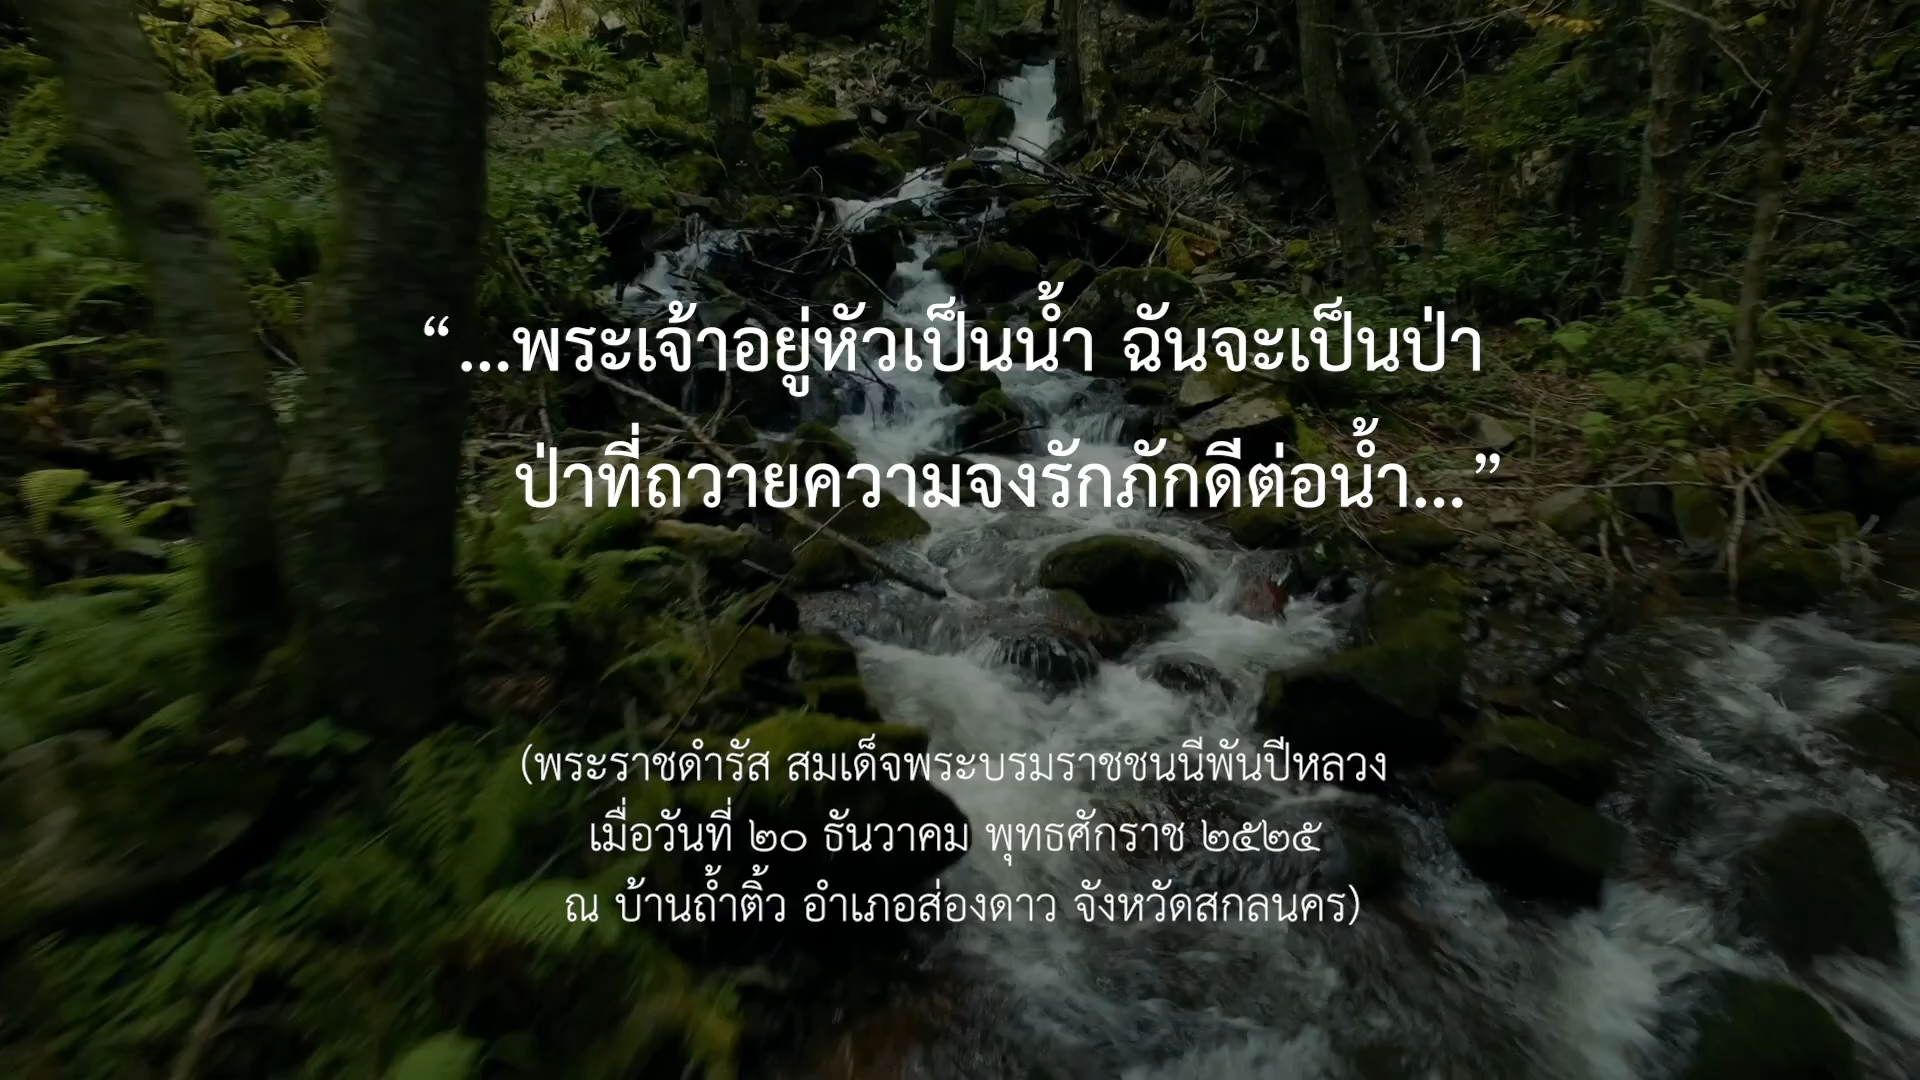 “...พระเจ้าอยู่หัวเป็นน้ำ ฉันจะเป็นป่า
ป่าที่ถวายความจงรักภักดีต่อน้ำ...”
(พระราชดำรัส สมเด็จพระบรมราชชนนีพันปีหลวง
เมื่อวันที่ ๒๐ ธันวาคม พุทธศักราช ๒๕๒๕
ณ บ้านถ้ำติ้ว อำเภอส่องดาว จังหวัดสกลนคร)